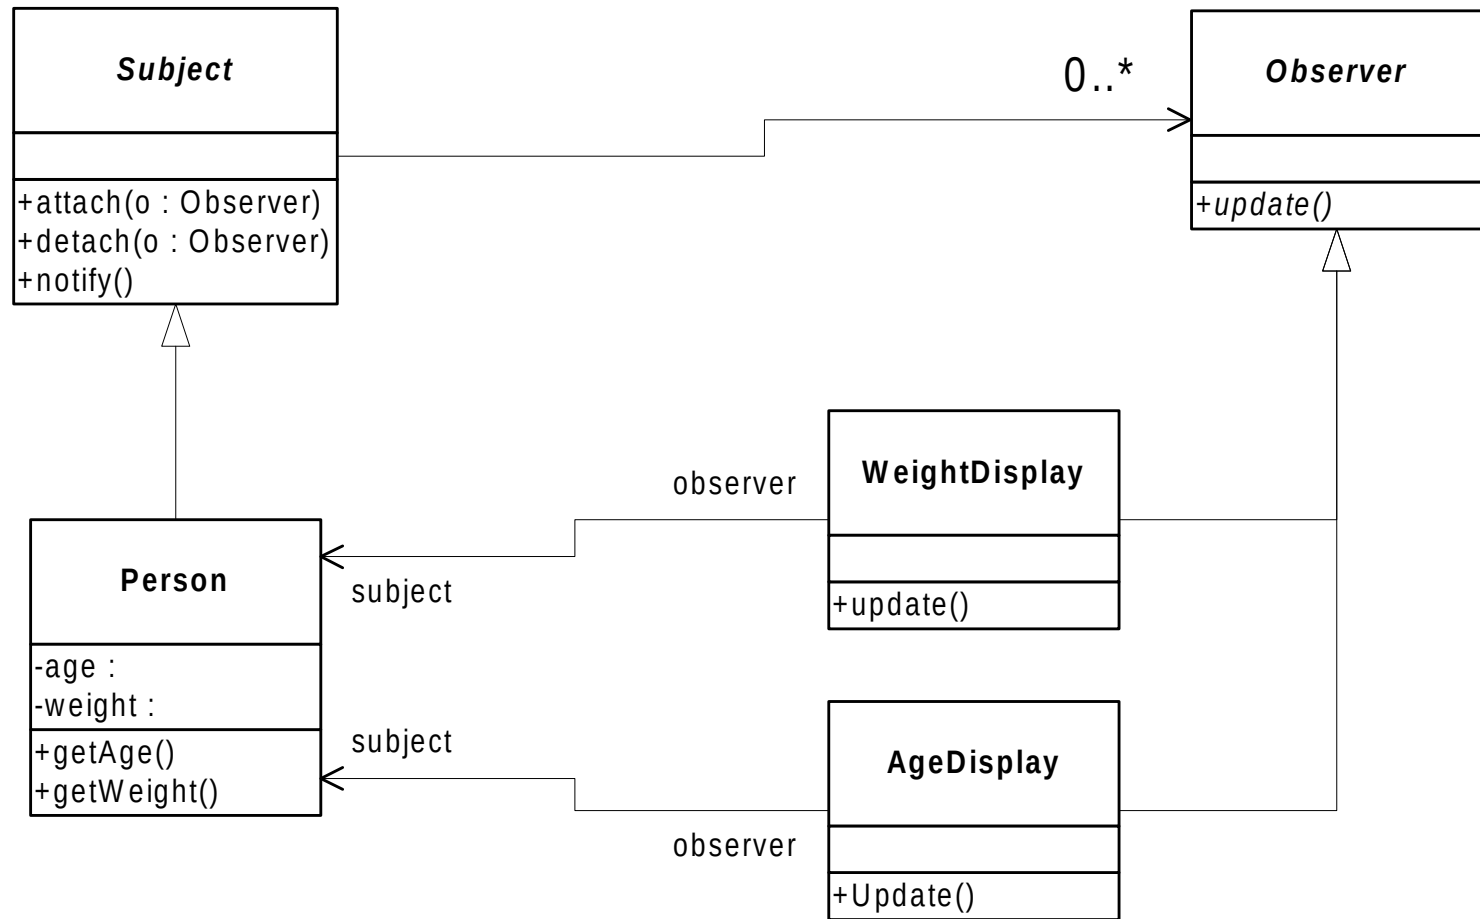 Subject
+attach(o : Observer)
+detach(o : Observer)
+notify()
0..*
Observer
+update()
observer
WeightDisplay
+update()
subject
Person
-age :
-weight :
+getAge()
+getWeight()
subject
AgeDisplay
+Update()
observer